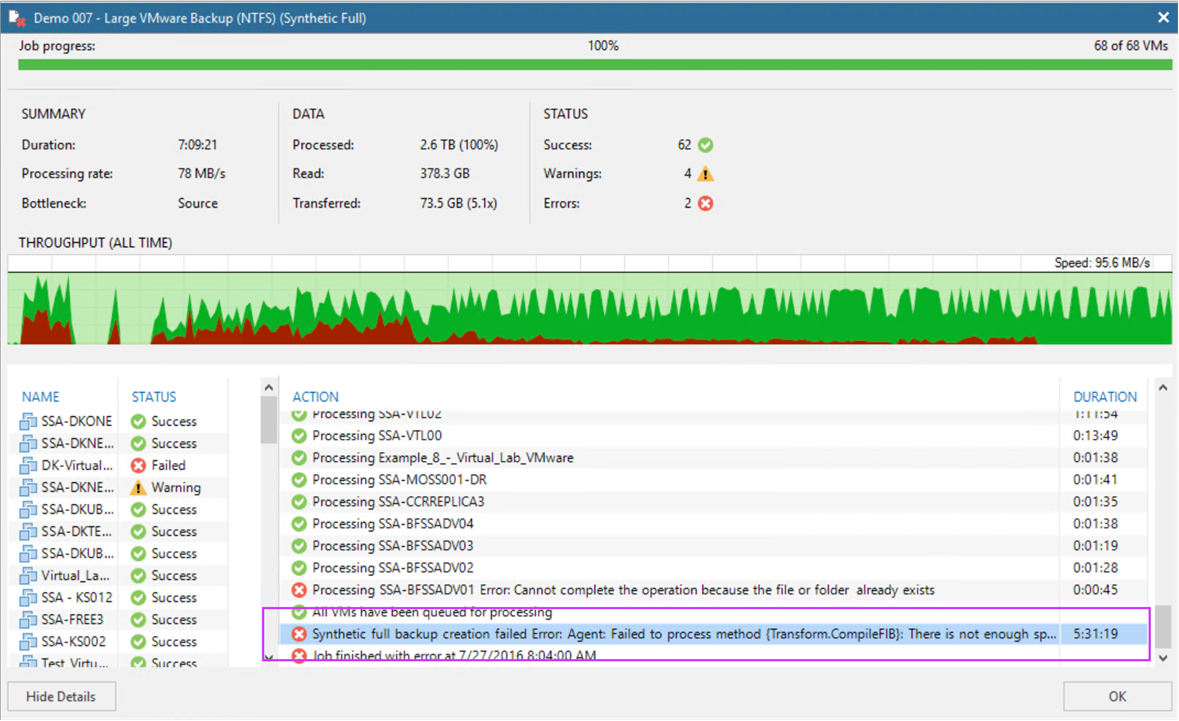 Demo 007 - Large VMware Backup (NTFS) (Synthetic Full)
Job progress: 100% 68 of 68 VMs
SUMMARY DATA STATUS
Duration: 7:09:21 Processed: 2.6 TB (100%) Success: 62
Processing rate: 78 MB/s Read: 378.3 GB Warnings: 4
Bottleneck: Source Transferred: 73.5 GB (5.1x) Errors: 2
THROUGHPUT (ALL TIME)
Speed: 95.6 MB/s
NAME STATUS
SSA-DKONE Success
SSA-DKNE... Success
DK-Virtual... Failed
SSA-DKNE... Warning
SSA-DKUB... Success
SSA-DKTE... Success
SSA-DKUB... Success
Virtual_La... Success
SSA - KS012 Success
SSA-FREE3 Success
SSA-KS002 Success
Test Virtu... Success
ACTION DURATION
Processing SSA-VTL02 1:11:54
Processing SSA-VTL00 0:13:49
Processing Example_8_-_Virtual_Lab_VMware 0:01:38
Processing SSA-MOSS001-DR 0:01:41
Processing SSA-CCRREPLICA3 0:01:35
Processing SSA-BFSSADV04 0:01:38
Processing SSA-BFSSADV03 0:01:19
Processing SSA-BFSSADV02 0:01:28
Processing SSA-BFSSADV01 Error: Cannot complete the operation because the file or folder already exists 0:00:45
All VMs have been queued for processing
Synthetic full backup creation failed Error: Agent: Failed to process method {Transform.CompileFIB}: There is not enough sp... 5:31:19
Job finished with error at 7/27/2016 8:04:00 AM
Hide Details OK